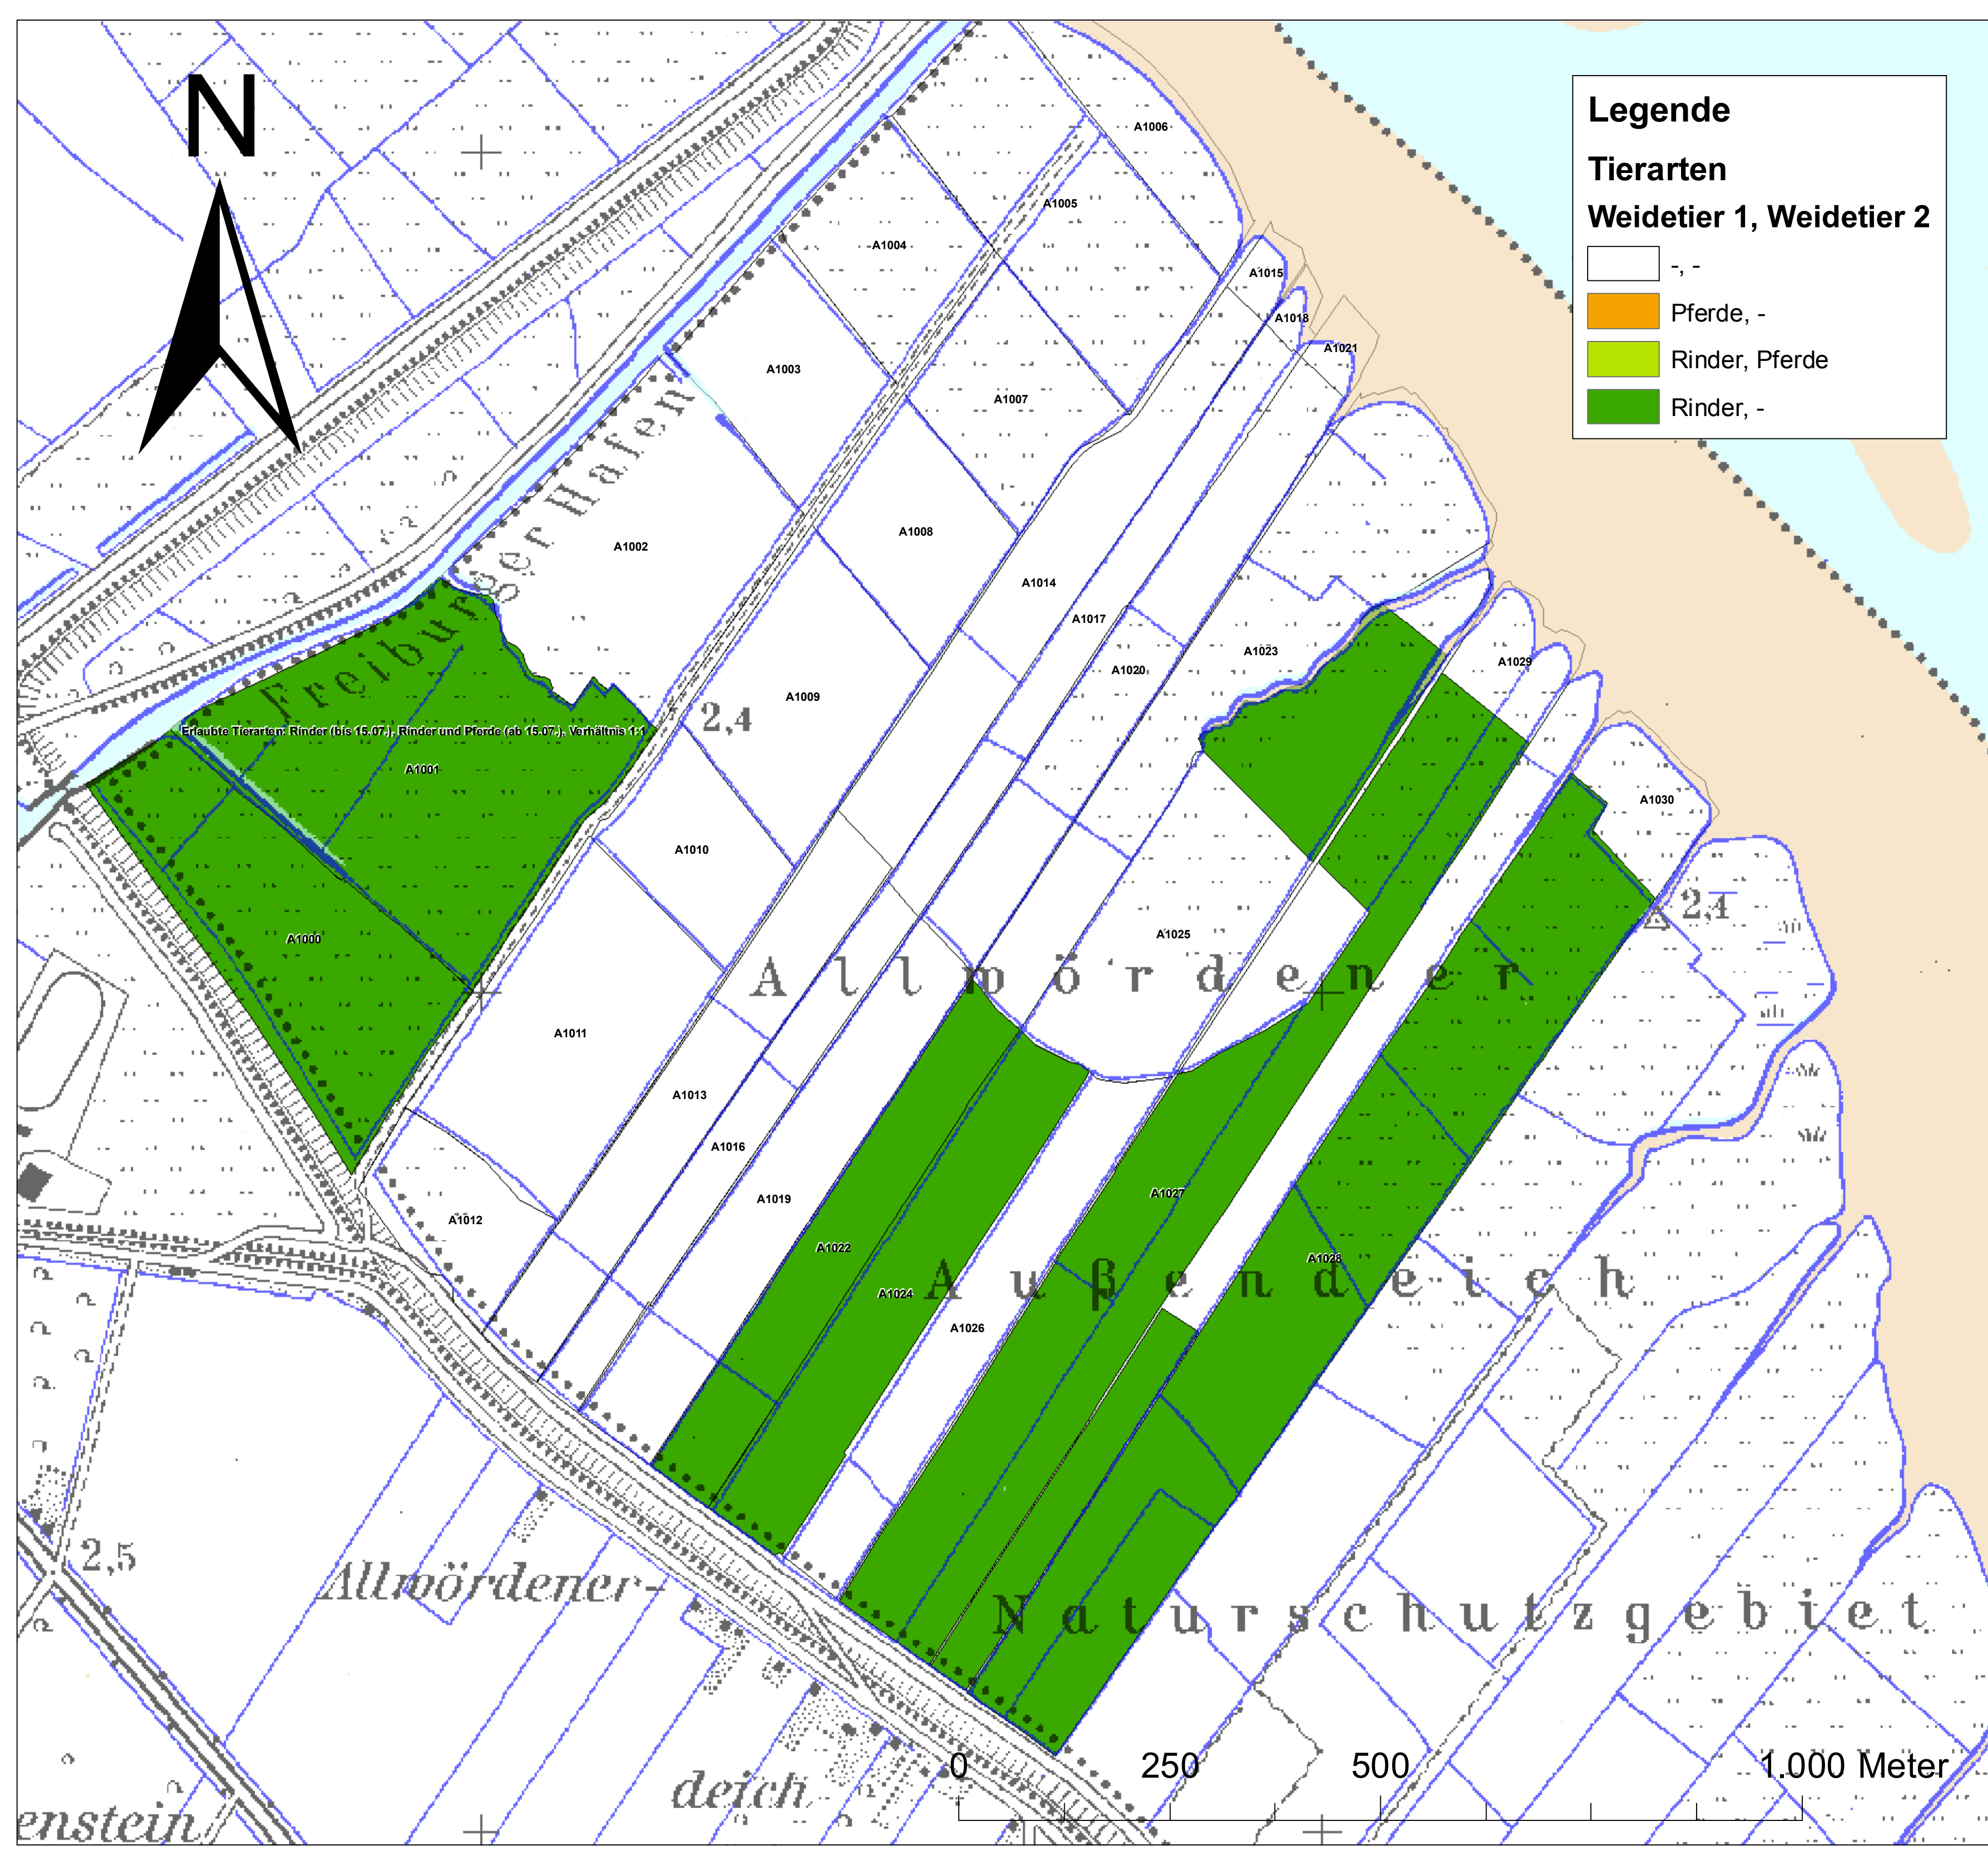 N
Legende
Tierarten
Weidetier 1, Weidetier 2
-, -
Pferde, -
Rinder, Pferde
Rinder, -
A1006
A1005
A1004
A1015
A1018
A1021
A1003
A1007
Freiburger Hafen
A1002
A1008
A1014
A1017
A1020
A1023
A1029
A1009
2,4
Erlaubte Tierarten: Rinder (bis 15.07.), Rinder und Pferde (ab 15.07.), Verhältnis 1:1
A1001
A1030
A1010
2,4
A1000
A1025
Allwördener
A1011
A1013
A1016
A1027
A1019
A1012
A1022
A1028
Außendeich
A1024
A1026
2,5
Allwördener-
Naturschutzgebiet
deich
enstein
0 250 500 1.000 Meter